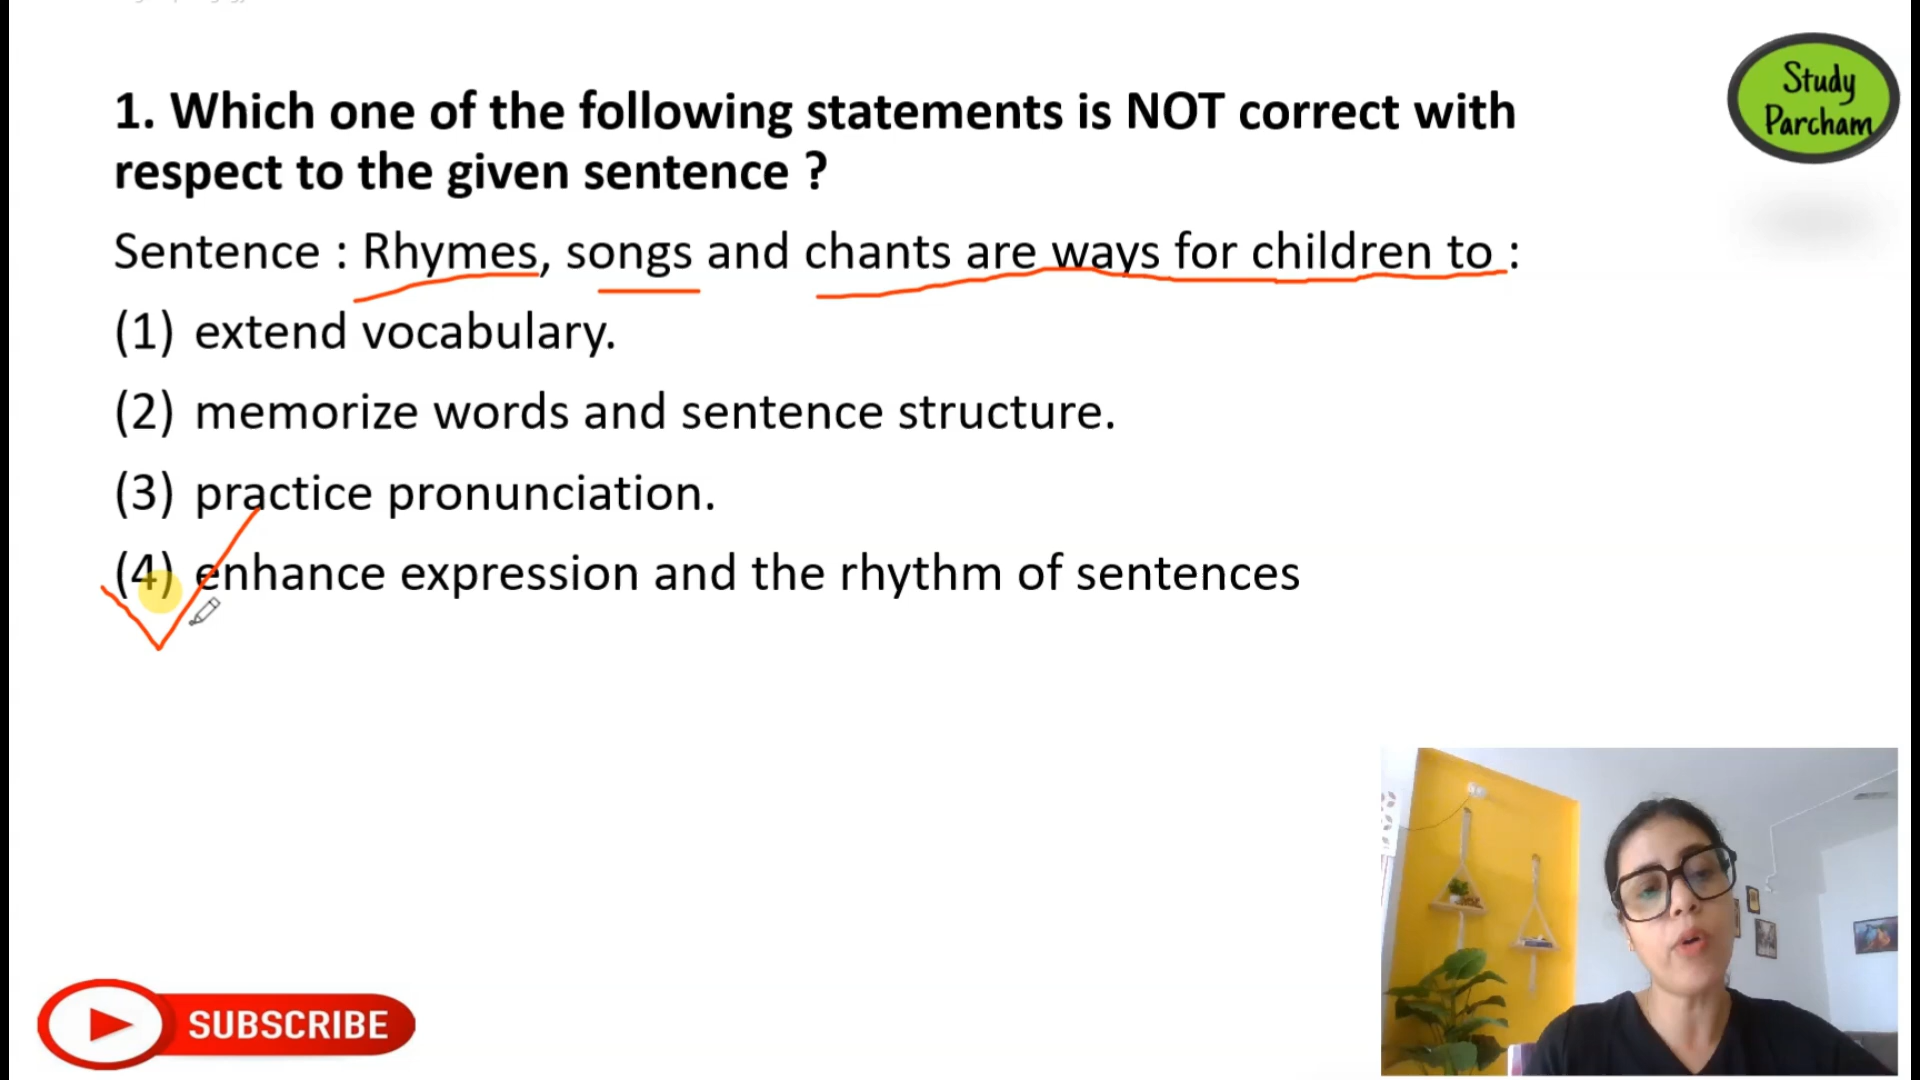 Study
Parcham
1. Which one of the following statements is NOT correct with
respect to the given sentence ?
Sentence : Rhymes, songs and chants are ways for children to :
(1) extend vocabulary.
(2) memorize words and sentence structure.
(3) practice pronunciation.
(4) enhance expression and the rhythm of sentences
SUBSCRIBE